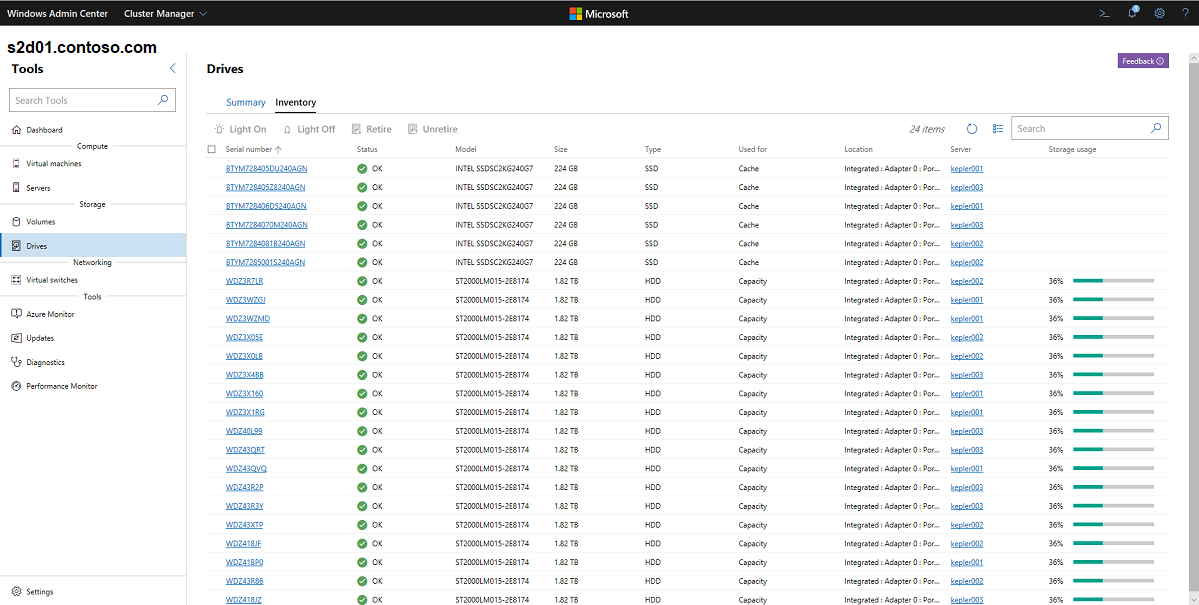 Windows Admin Center Cluster Manager Microsoft 1 ?
s2d01.contoso.com
Tools
Search Tools
Dashboard
Compute
Virtual machines
Servers
Storage
Volumes
Drives
Networking
Virtual switches
Tools
Azure Monitor
Updates
Diagnostics
Performance Monitor
Settings
Drives
Feedback
Summary Inventory
Light On Light Off Retire Unretire 24 items Search
Serial number Status Model Size Type Used for Location Server Storage usage
BTYM728405DU240AGN OK INTEL SSDSC2KG240G7 224 GB SSD Cache Integrated : Adapter 0 : Por... kepler001
BTYM728405Z8240AGN OK INTEL SSDSC2KG240G7 224 GB SSD Cache Integrated : Adapter 0 : Por... kepler003
BTYM728406D5240AGN OK INTEL SSDSC2KG240G7 224 GB SSD Cache Integrated : Adapter 0 : Por... kepler001
BTYM7284070M240AGN OK INTEL SSDSC2KG240G7 224 GB SSD Cache Integrated : Adapter 0 : Por... kepler003
BTYM7284081B240AGN OK INTEL SSDSC2KG240G7 224 GB SSD Cache Integrated : Adapter 0 : Por... kepler002
BTYM7285001S240AGN OK INTEL SSDSC2KG240G7 224 GB SSD Cache Integrated : Adapter 0 : Por... kepler002
WDZ3R7LR OK ST2000LM015-2E8174 1.82 TB HDD Capacity Integrated : Adapter 0 : Por... kepler002 36%
WDZ3WZGJ OK ST2000LM015-2E8174 1.82 TB HDD Capacity Integrated : Adapter 0 : Por... kepler001 36%
WDZ3WZMD OK ST2000LM015-2E8174 1.82 TB HDD Capacity Integrated : Adapter 0 : Por... kepler001 36%
WDZ3X05E OK ST2000LM015-2E8174 1.82 TB HDD Capacity Integrated : Adapter 0 : Por... kepler002 36%
WDZ3X0LB OK ST2000LM015-2E8174 1.82 TB HDD Capacity Integrated : Adapter 0 : Por... kepler002 36%
WDZ3X4BB OK ST2000LM015-2E8174 1.82 TB HDD Capacity Integrated : Adapter 0 : Por... kepler003 36%
WDZ3X160 OK ST2000LM015-2E8174 1.82 TB HDD Capacity Integrated : Adapter 0 : Por... kepler001 36%
WDZ3X1RG OK ST2000LM015-2E8174 1.82 TB HDD Capacity Integrated : Adapter 0 : Por... kepler001 36%
WDZ40L99 OK ST2000LM015-2E8174 1.82 TB HDD Capacity Integrated : Adapter 0 : Por... kepler003 36%
WDZ43QRT OK ST2000LM015-2E8174 1.82 TB HDD Capacity Integrated : Adapter 0 : Por... kepler003 36%
WDZ43QVQ OK ST2000LM015-2E8174 1.82 TB HDD Capacity Integrated : Adapter 0 : Por... kepler001 36%
WDZ43R2P OK ST2000LM015-2E8174 1.82 TB HDD Capacity Integrated : Adapter 0 : Por... kepler003 36%
WDZ43R3Y OK ST2000LM015-2E8174 1.82 TB HDD Capacity Integrated : Adapter 0 : Por... kepler003 36%
WDZ43XTP OK ST2000LM015-2E8174 1.82 TB HDD Capacity Integrated : Adapter 0 : Por... kepler002 36%
WDZ418JF OK ST2000LM015-2E8174 1.82 TB HDD Capacity Integrated : Adapter 0 : Por... kepler002 36%
WDZ418P0 OK ST2000LM015-2E8174 1.82 TB HDD Capacity Integrated : Adapter 0 : Por... kepler001 36%
WDZ43R86 OK ST2000LM015-2E8174 1.82 TB HDD Capacity Integrated : Adapter 0 : Por... kepler002 36%
WDZ418JZ OK ST2000LM015-2E8174 1.82 TB HDD Capacity Integrated : Adapter 0 : Por... kepler003 36%